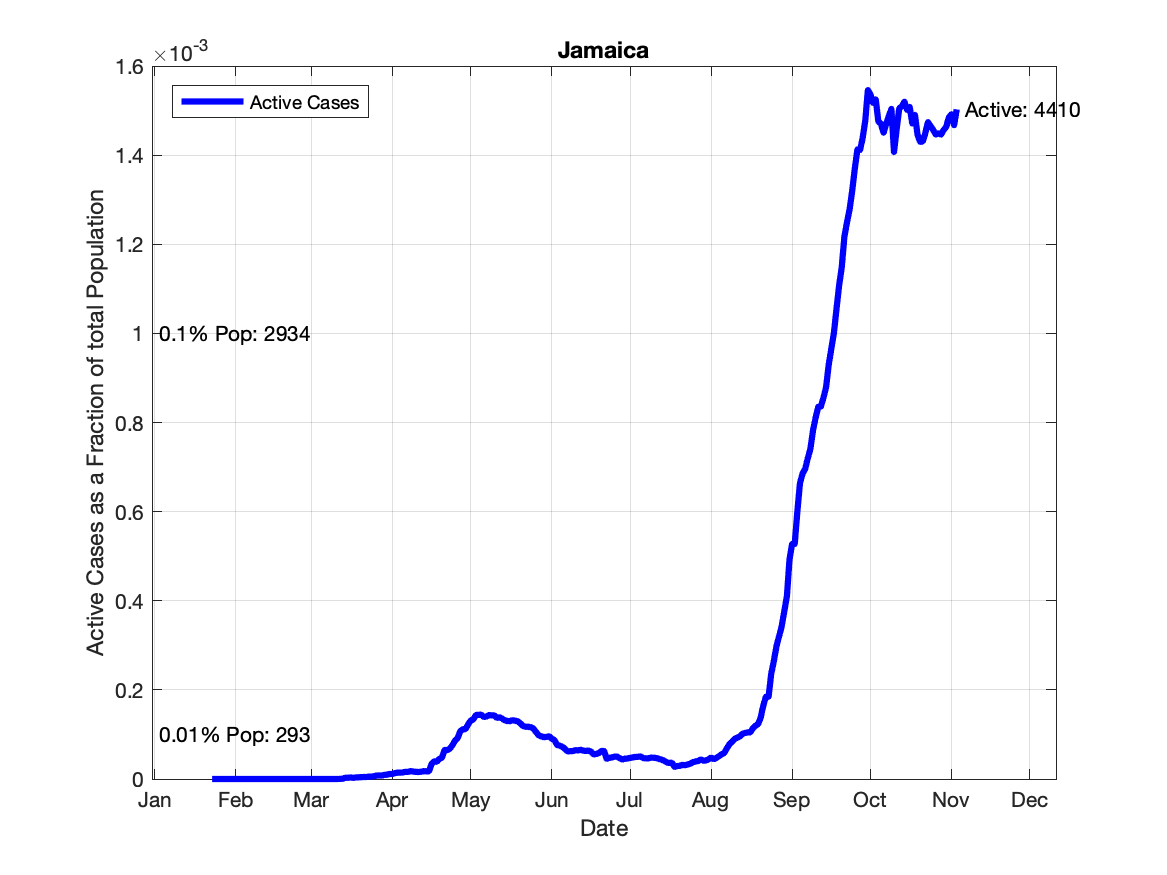 Jamaica
×10-3
1.6
Active Cases
Active: 4410
1.4
1.2
1
0.1% Pop: 2934
0.8
0.6
0.4
0.2
0.01% Pop: 293
0
Active Cases as a Fraction of total Population
Jan Feb Mar Apr May Jun Jul Aug Sep Oct Nov Dec
Date